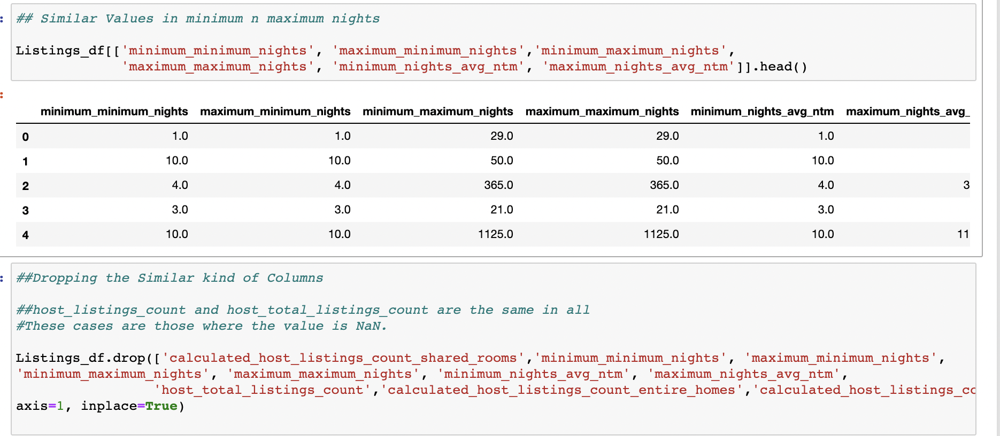 ## Similar Values in minimum n maximum nights
Listings_df[['minimum_minimum_nights', 'maximum_minimum_nights','minimum_maximum_nights',
'maximum_maximum_nights', 'minimum_nights_avg_ntm', 'maximum_nights_avg_ntm']].head()
minimum_minimum_nights maximum_minimum_nights minimum_maximum_nights maximum_maximum_nights minimum_nights_avg_ntm maximum_nights_avg_
0 1.0 1.0 29.0 29.0 1.0
1 10.0 10.0 50.0 50.0 10.0
2 4.0 4.0 365.0 365.0 4.0 3
3 3.0 3.0 21.0 21.0 3.0
4 10.0 10.0 1125.0 1125.0 10.0 11
##Dropping the Similar kind of Columns
##host_listings_count and host_total_listings_count are the same in all
#These cases are those where the value is NaN.
Listings_df.drop(['calculated_host_listings_count_shared_rooms','minimum_minimum_nights', 'maximum_minimum_nights',
'minimum_maximum_nights', 'maximum_maximum_nights', 'minimum_nights_avg_ntm', 'maximum_nights_avg_ntm',
'host_total_listings_count','calculated_host_listings_count_entire_homes','calculated_host_listings_cc
axis=1, inplace=True)